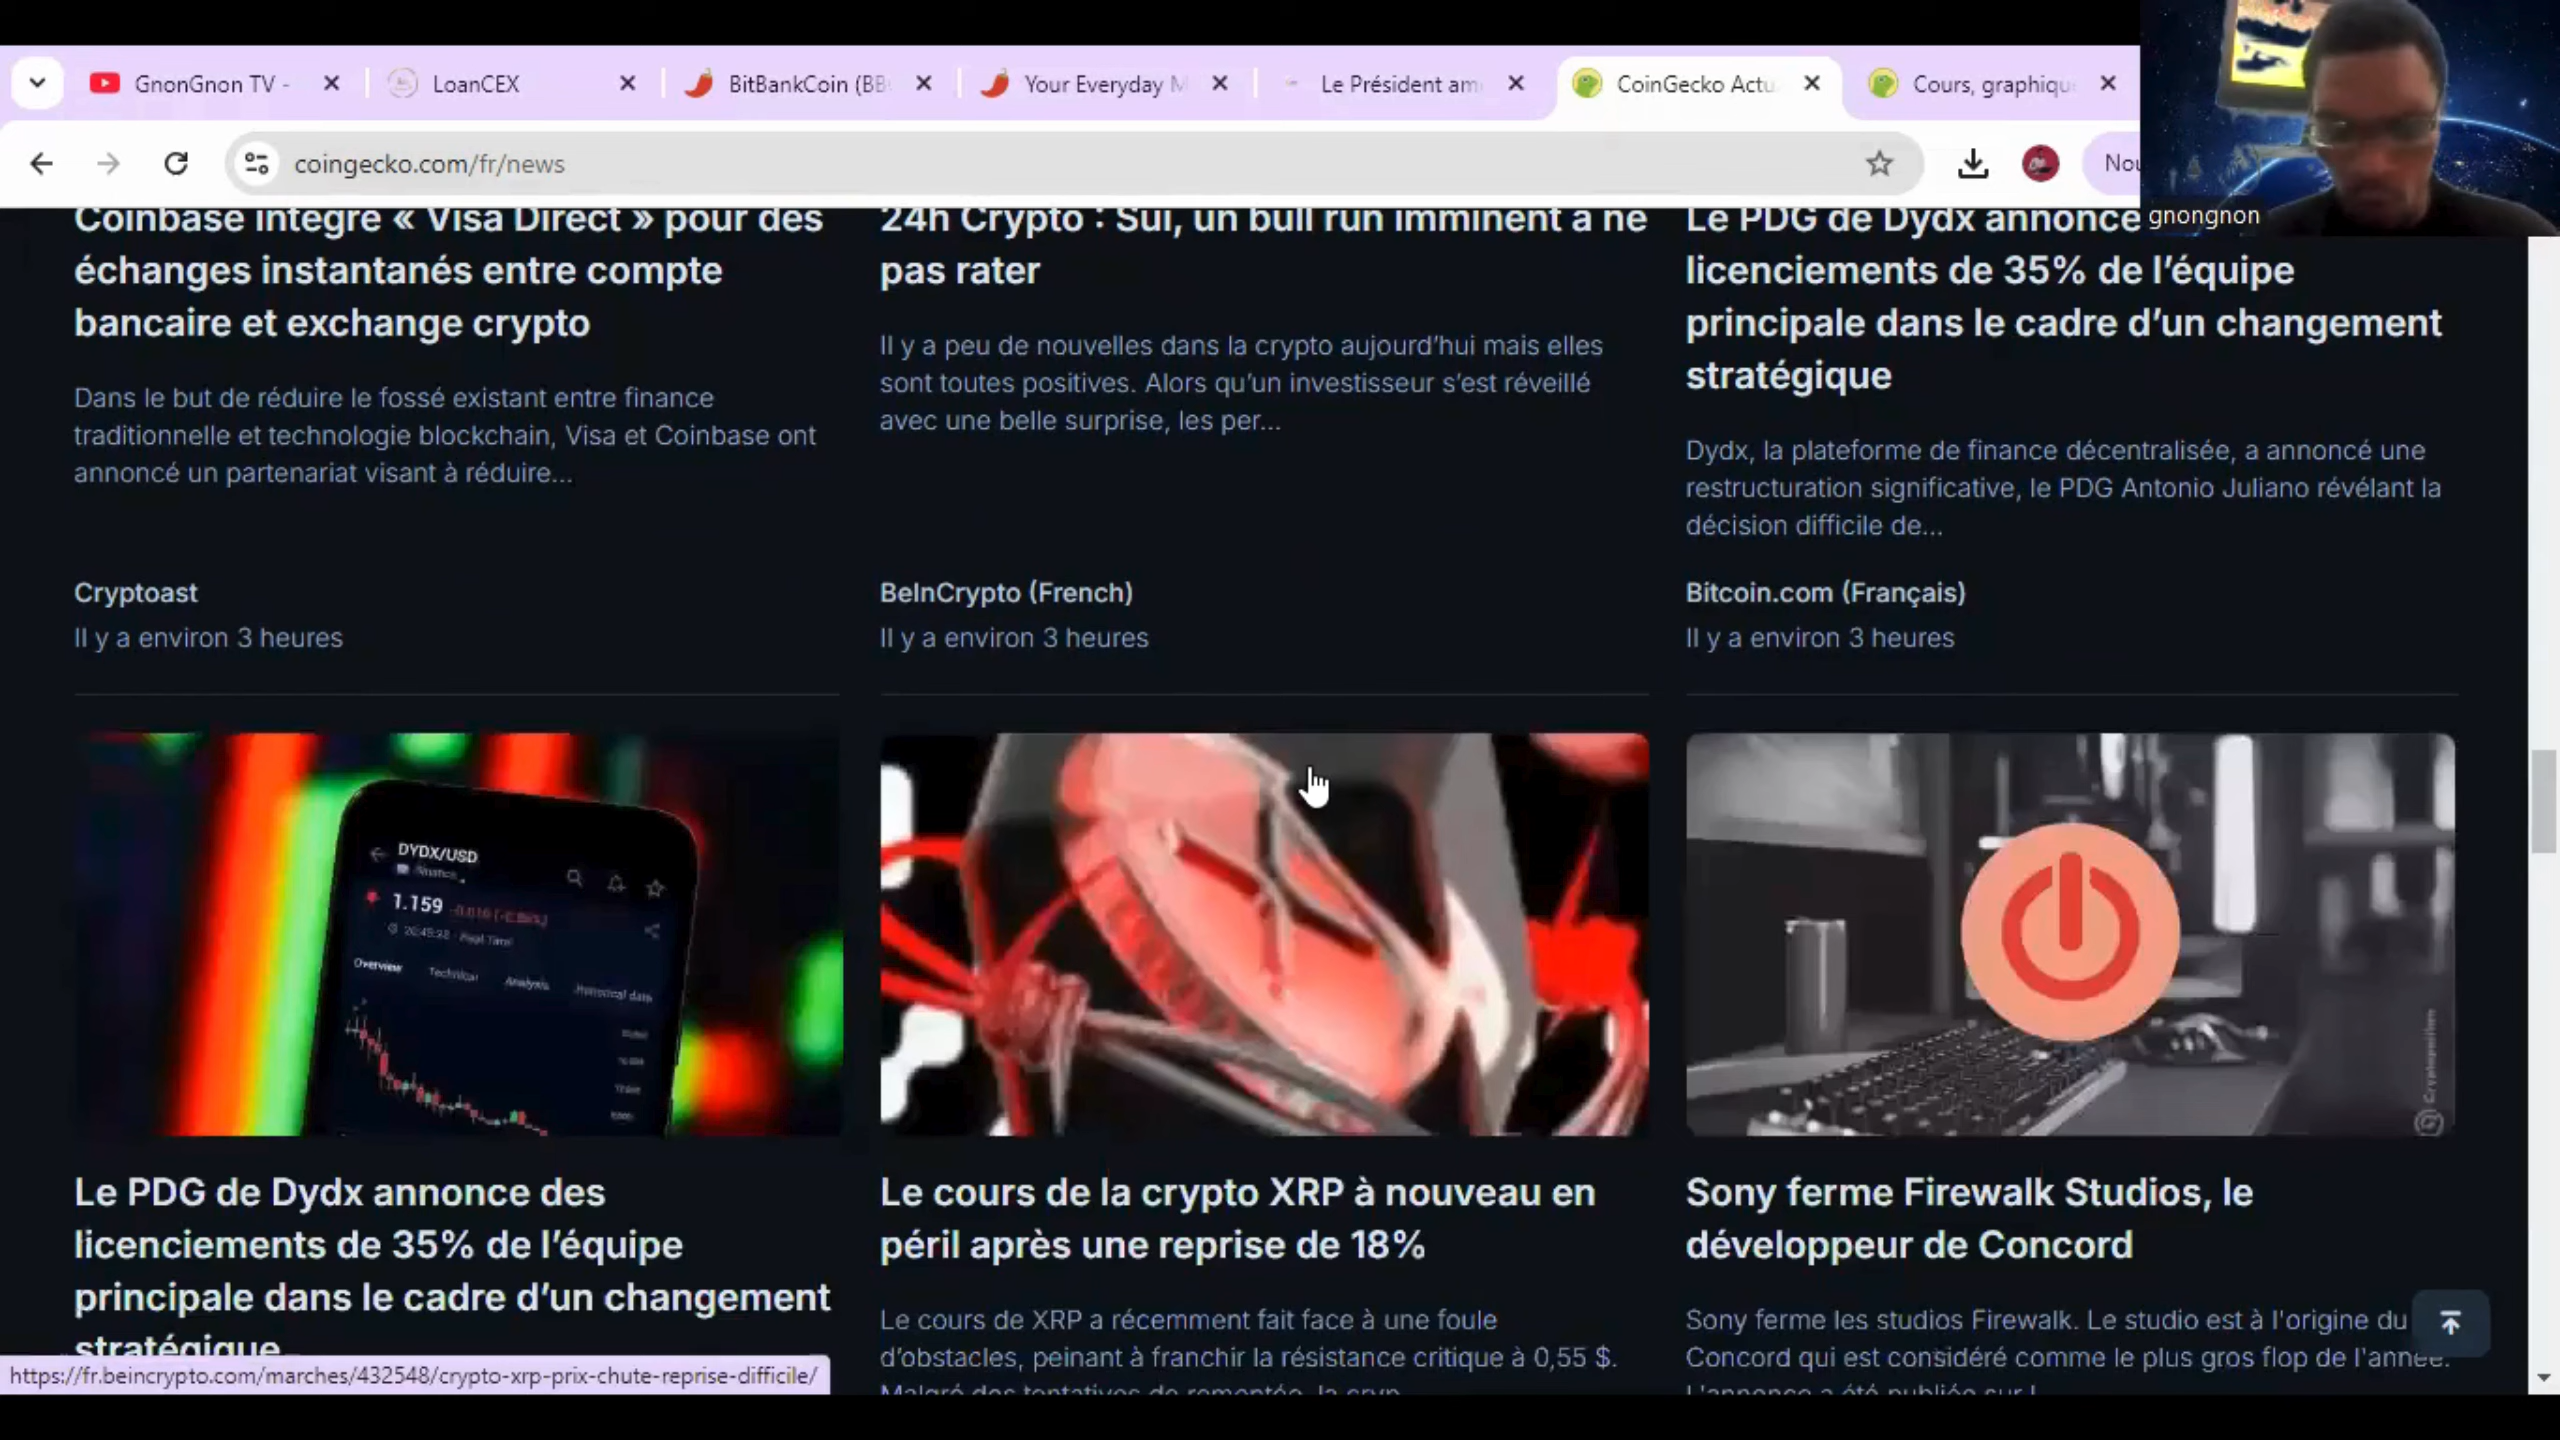 GnonGnon TV -
LoanCEX
BitBankCoin (BB
Your Everyday M
Le Président am
CoinGecko Actu
Cours, graphiqu
coingecko.com/fr/news
Nou
gnongnon
Coinbase intègre « Visa Direct » pour des
échanges instantanés entre compte
bancaire et exchange crypto
Dans le but de réduire le fossé existant entre finance
traditionnelle et technologie blockchain, Visa et Coinbase ont
annoncé un partenariat visant à réduire...
Cryptoast
Il y a environ 3 heures
24h Crypto : Sui, un bull run imminent à ne
pas rater
Il y a peu de nouvelles dans la crypto aujourd'hui mais elles
sont toutes positives. Alors qu'un investisseur s'est réveillé
avec une belle surprise, les per...
BeInCrypto (French)
Il y a environ 3 heures
Le PDG de Dydx annonce
licenciements de 35% de l'équipe
principale dans le cadre d'un changement
stratégique
Dydx, la plateforme de finance décentralisée, a annoncé une
restructuration significative, le PDG Antonio Juliano révélant la
décision difficile de...
Bitcoin.com (Français)
Il y a environ 3 heures
DYDX/USD
1.159
Overview
Technical
Analysis
Historical data
Le PDG de Dydx annonce des
licenciements de 35% de l'équipe
principale dans le cadre d'un changement
stratégique
Le cours de la crypto XRP à nouveau en
péril après une reprise de 18%
Le cours de XRP a récemment fait face à une foule
d'obstacles, peinant à franchir la résistance critique à 0,55 $.
Malgré des tentatives de remontée, la cryp...
Sony ferme Firewalk Studios, le
développeur de Concord
Sony ferme les studios Firewalk. Le studio est à l'origine du
Concord qui est considéré comme le plus gros flop de l'année.
L'annonce a été publiée sur l...
https://fr.beincrypto.com/marches/432548/crypto-xrp-prix-chute-reprise-difficile/